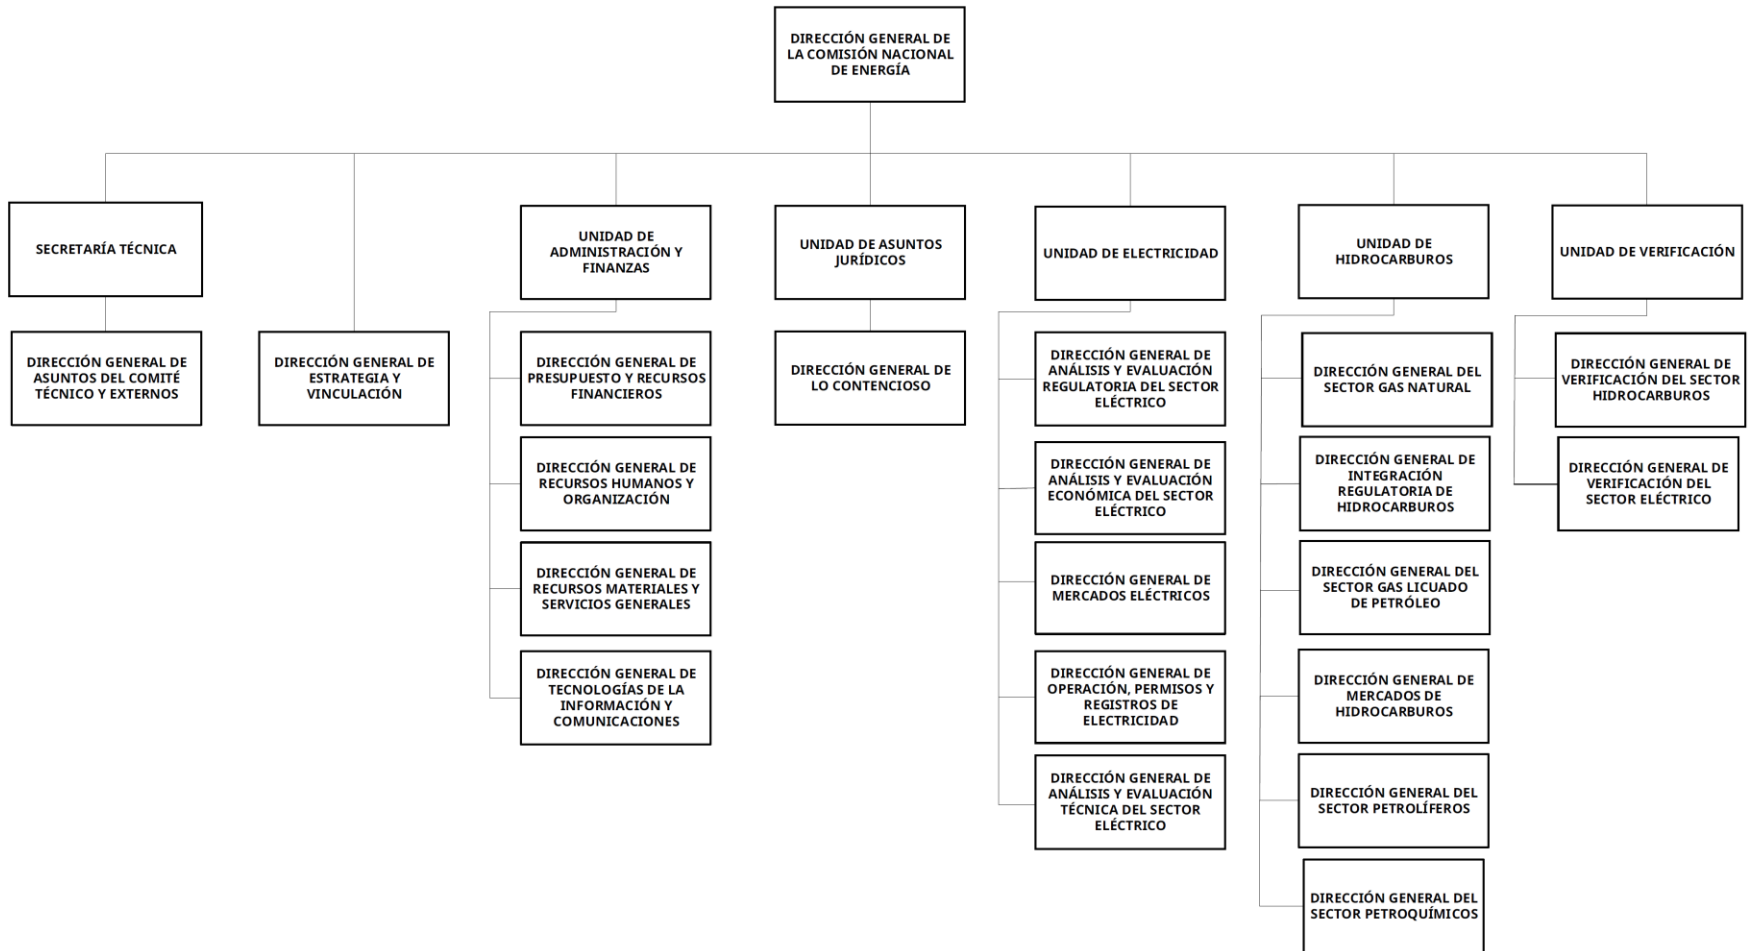 DIRECCIÓN GENERAL DE
LA COMISIÓN NACIONAL
DE ENERGÍA
SECRETARÍA TÉCNICA
UNIDAD DE
ADMINISTRACIÓN Y
FINANZAS
UNIDAD DE ASUNTOS
JURÍDICOS
UNIDAD DE ELECTRICIDAD
UNIDAD DE
HIDROCARBUROS
UNIDAD DE VERIFICACIÓN
DIRECCIÓN GENERAL DE
ASUNTOS DEL COMITÉ
TÉCNICO Y EXTERNOS
DIRECCIÓN GENERAL DE
ESTRATEGIA Y
VINCULACIÓN
DIRECCIÓN GENERAL DE
PRESUPUESTO Y RECURSOS
FINANCIEROS
DIRECCIÓN GENERAL DE
RECURSOS HUMANOS Y
ORGANIZACIÓN
DIRECCIÓN GENERAL DE
RECURSOS MATERIALES Y
SERVICIOS GENERALES
DIRECCIÓN GENERAL DE
TECNOLOGÍAS DE LA
INFORMACIÓN Y
COMUNICACIONES
DIRECCIÓN GENERAL DE
LO CONTENCIOSO
DIRECCIÓN GENERAL DE
ANÁLISIS Y EVALUACIÓN
REGULATORIA DEL SECTOR
ELÉCTRICO
DIRECCIÓN GENERAL DE
ANÁLISIS Y EVALUACIÓN
ECONÓMICA DEL SECTOR
ELÉCTRICO
DIRECCIÓN GENERAL DE
MERCADOS ELÉCTRICOS
DIRECCIÓN GENERAL DE
OPERACIÓN, PERMISOS Y
REGISTROS DE
ELECTRICIDAD
DIRECCIÓN GENERAL DE
ANÁLISIS Y EVALUACIÓN
TÉCNICA DEL SECTOR
ELÉCTRICO
DIRECCIÓN GENERAL DEL
SECTOR GAS NATURAL
DIRECCIÓN GENERAL DE
INTEGRACIÓN
REGULATORIA DE
HIDROCARBUROS
DIRECCIÓN GENERAL DEL
SECTOR GAS LICUADO
DE PETRÓLEO
DIRECCIÓN GENERAL DE
MERCADOS DE
HIDROCARBUROS
DIRECCIÓN GENERAL DEL
SECTOR PETROLÍFEROS
DIRECCIÓN GENERAL DEL
SECTOR PETROQUÍMICOS
DIRECCIÓN GENERAL DE
VERIFICACIÓN DEL SECTOR
HIDROCARBUROS
DIRECCIÓN GENERAL DE
VERIFICACIÓN DEL
SECTOR ELÉCTRICO